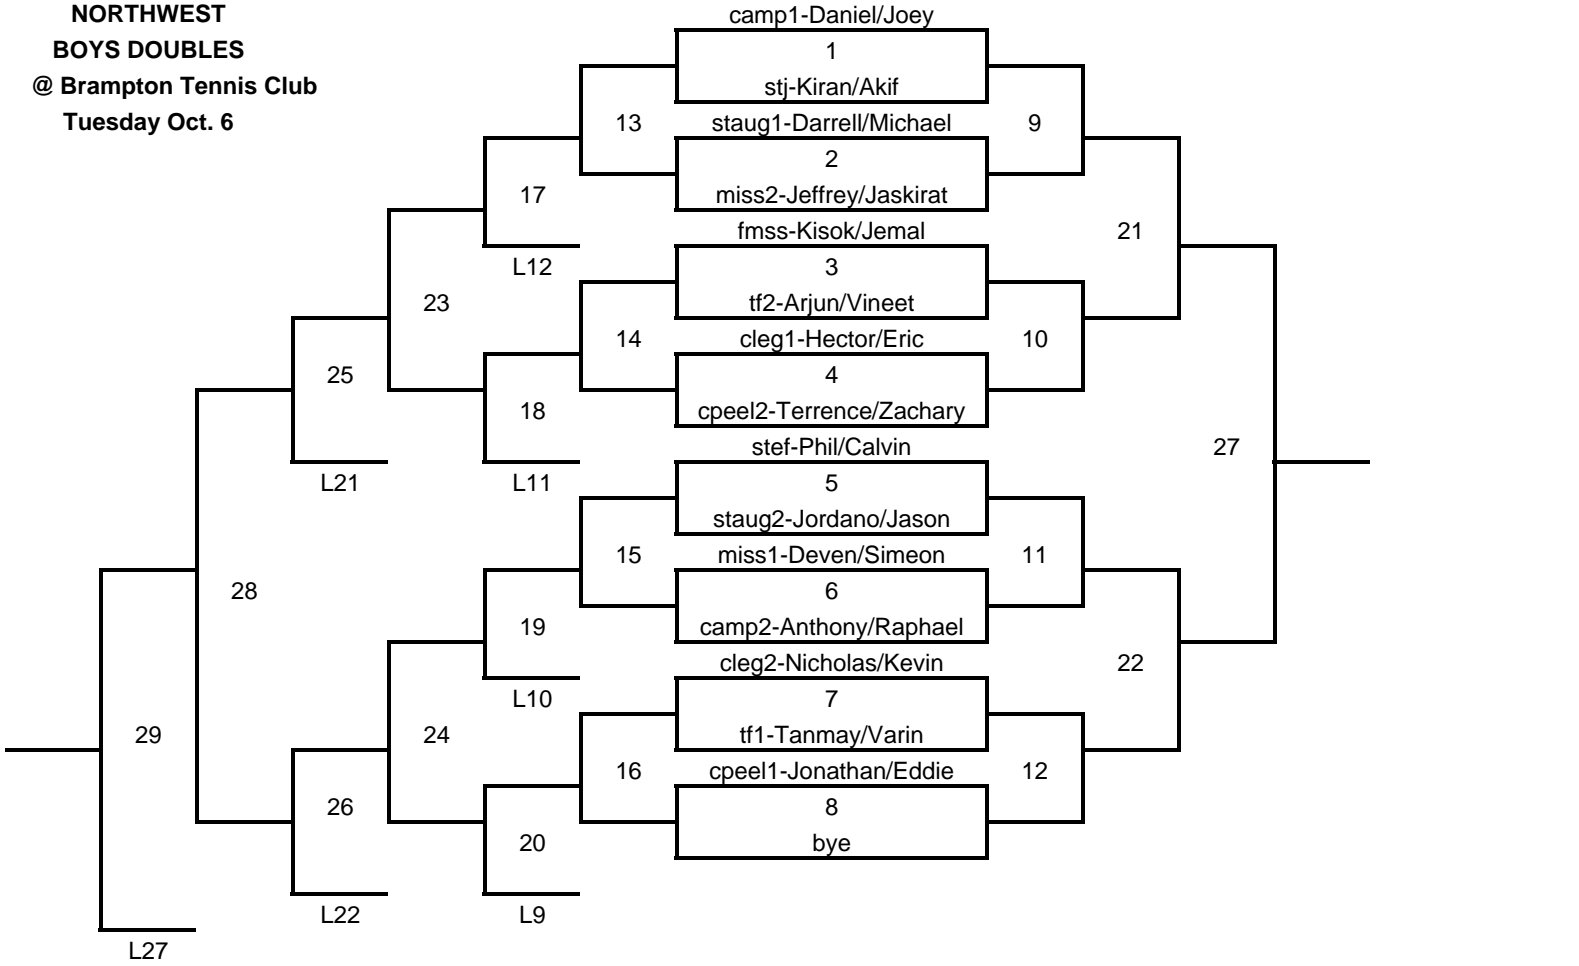 NORTHWEST
BOYS DOUBLES
@ Brampton Tennis Club
Tuesday Oct. 6
camp1-Daniel/Joey
1
stj-Kiran/Akif
13
staug1-Darrell/Michael
9
2
17
miss2-Jeffrey/Jaskirat
fmss-Kisok/Jemal
21
L12
3
23
tf2-Arjun/Vineet
14
cleg1-Hector/Eric
10
25
4
18
cpeel2-Terrence/Zachary
stef-Phil/Calvin
27
L21
L11
5
staug2-Jordano/Jason
15
miss1-Deven/Simeon
11
28
6
19
camp2-Anthony/Raphael
cleg2-Nicholas/Kevin
22
L10
7
29
24
tf1-Tanmay/Varin
16
cpeel1-Jonathan/Eddie
12
26
8
20
bye
L22
L9
L27